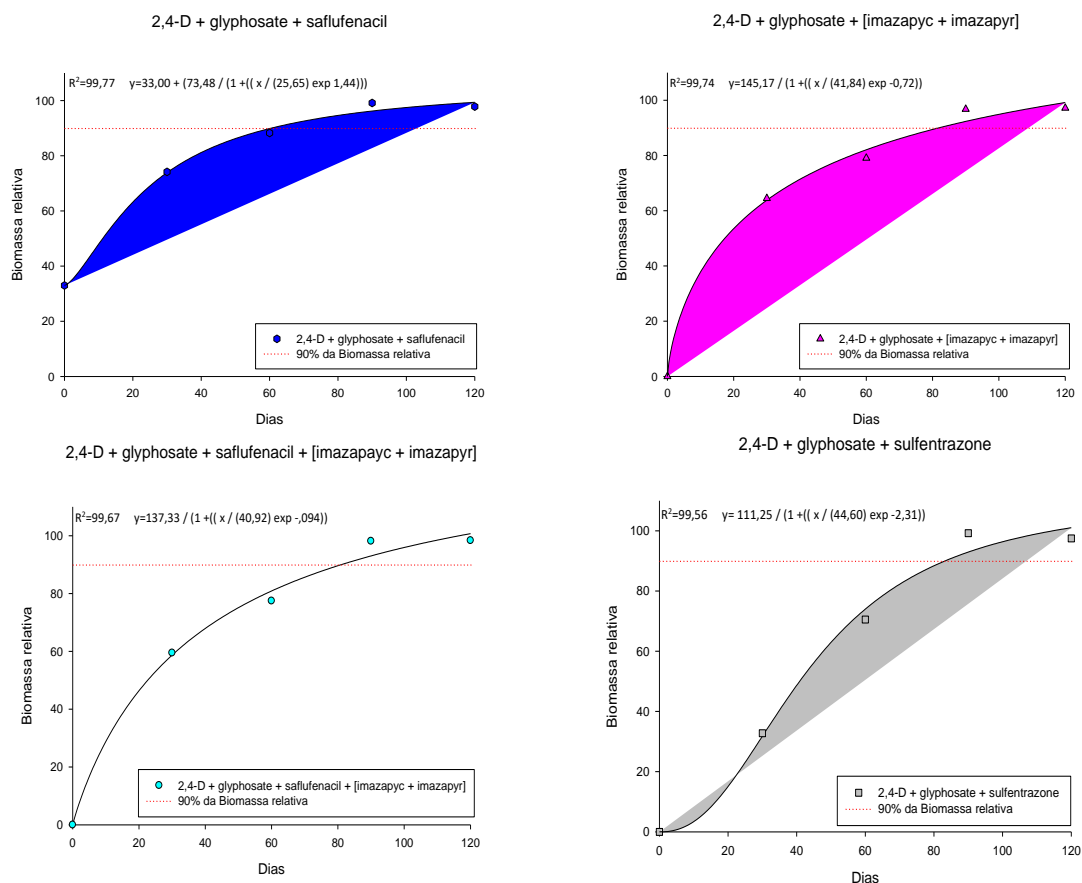 2,4-D + glyphosate + saflufenacil
R²=99,77 y=33,00 + (73,48 / (1 +(( x / (25,65) exp 1,44)))
Biomassa relativa
100
80
60
40
20
0
2,4-D + glyphosate + saflufenacil
90% da Biomassa relativa
0 20 40 60 80 100 120
Dias
2,4-D + glyphosate + [imazapyc + imazapyr]
R²=99,74 y=145,17 / (1 +(( x / (41,84) exp -0,72))
Biomassa relativa
100
80
60
40
20
0
2,4-D + glyphosate + [imazapyc + imazapyr]
90% da Biomassa relativa
0 20 40 60 80 100 120
Dias
2,4-D + glyphosate + saflufenacil + [imazapayc + imazapyr]
R²=99,67 y=137,33 / (1 +(( x / (40,92) exp -,094))
Biomassa relativa
100
80
60
40
20
0
2,4-D + glyphosate + saflufenacil + [imazapyc + imazapyr]
90% da Biomassa relativa
0 20 40 60 80 100 120
Dias
2,4-D + glyphosate + sulfentrazone
R²=99,56 y= 111,25 / (1 +(( x / (44,60) exp -2,31))
Biomassa relativa
100
80
60
40
20
0
2,4-D + glyphosate + sulfentrazone
90% da Biomassa relativa
0 20 40 60 80 100 120
Dias